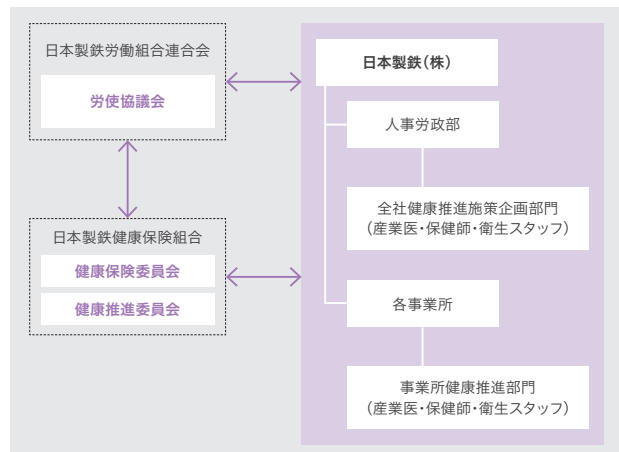 日本製鉄労働組合連合会
労使協議会
日本製鉄健康保険組合
健康保険委員会
健康推進委員会
日本製鉄(株)
人事労政部
全社健康推進施策企画部門
(産業医・保健師・衛生スタッフ)
各事業所
事業所健康推進部門
(産業医・保健師・衛生スタッフ)